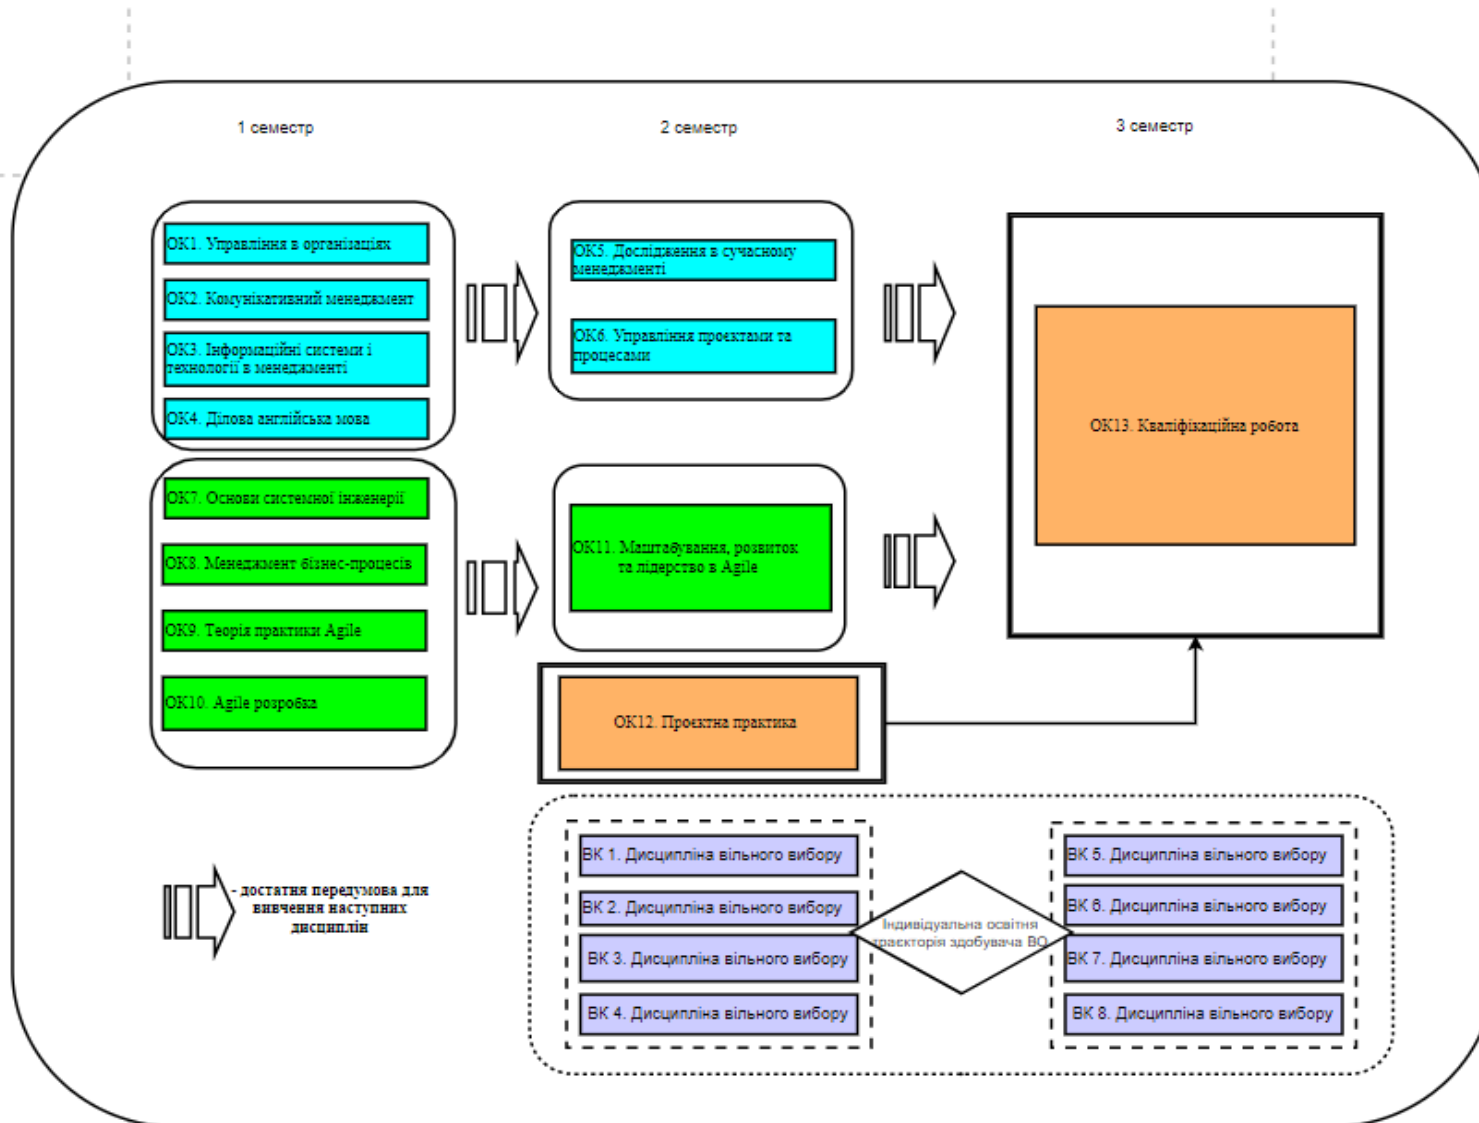 1 семестр
2 семестр
3 семестр
ОК1. Управління в організаціях
ОК2. Комунікативний менеджмент
ОК3. Інформаційні системи і
технології в менеджменті
ОК4. Ділова англійська мова
ОК5. Дослідження в сучасному
менеджменті
ОК6. Управління проєктами та
процесами
ОК13. Кваліфікаційна робота
ОК7. Основи системної інженерії
ОК8. Менеджмент бізнес-процесів
ОК9. Теорія практики Agile
ОК10. Agile розробка
ОК11. Маштабування, розвиток
та лідерство в Agile
ОК12. Проєктна практика
- достатня передумова для
вивчення наступних
дисциплін
ВК 1. Дисципліна вільного вибору
ВК 2. Дисципліна вільного вибору
ВК 3. Дисципліна вільного вибору
ВК 4. Дисципліна вільного вибору
Індивідуальна освітня
траєкторія здобувача ВО
ВК 5. Дисципліна вільного вибору
ВК 6. Дисципліна вільного вибору
ВК 7. Дисципліна вільного вибору
ВК 8. Дисципліна вільного вибору